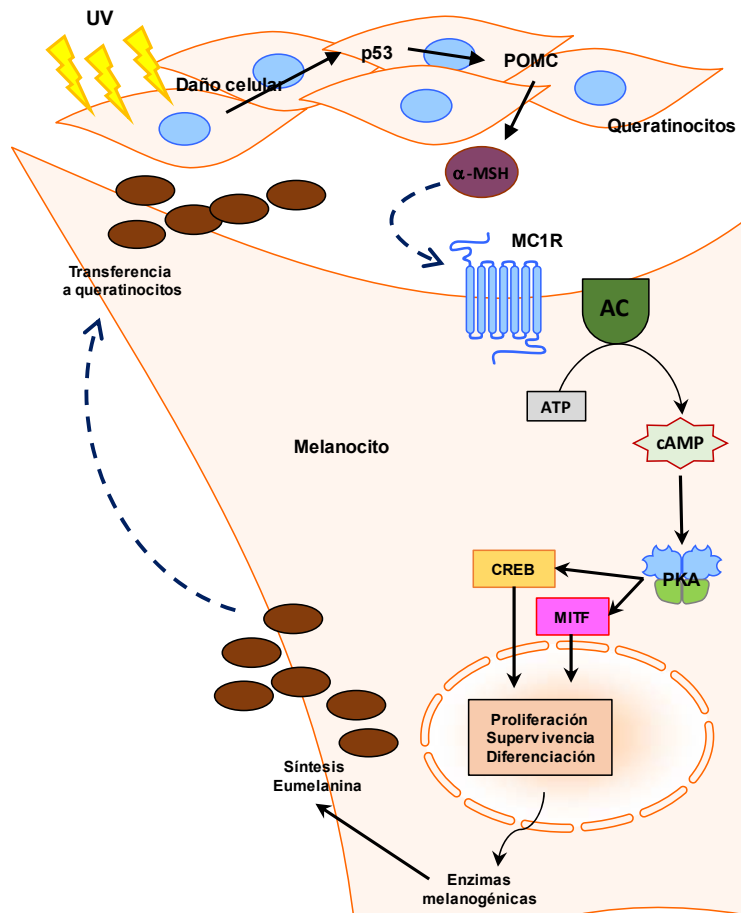 UV
p53
POMC
Daño celular
Queratinocitos
α-MSH
MC1R
Transferencia
a queratinocitos
AC
ATP
Melanocito
cAMP
CREB
PKA
MITF
Proliferación
Supervivencia
Diferenciación
Síntesis
Eumelanina
Enzimas
melanogénicas